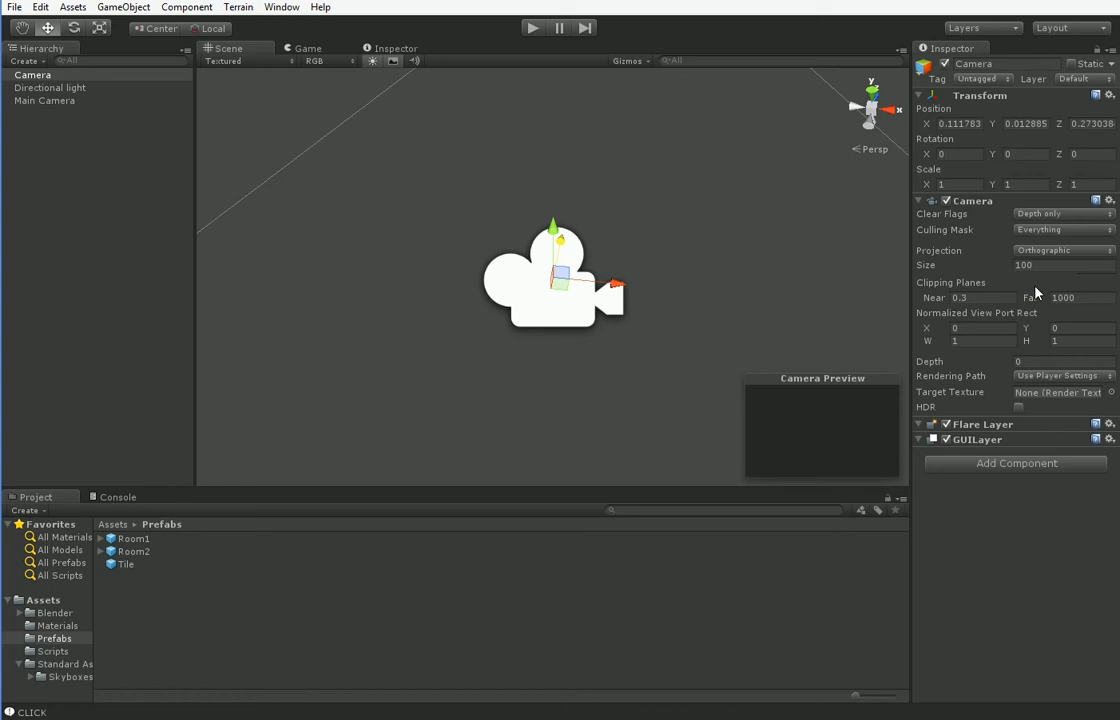 File Edit Assets GameObject Component Terrain Window Help
Center Local Layers Layout
Hierarchy
Create All
Camera
Directional light
Main Camera
Scene Game Inspector
Textured RGB Gizmos All
y
x
Persp
Camera Preview
Inspector
Camera Static
Tag Untagged Layer Default
Transform
Position
X 0.111783 Y 0.012885 Z 0.273038
Rotation
X 0 Y 0 Z 0
Scale
X 1 Y 1 Z 1
Camera
Clear Flags Depth only
Culling Mask Everything
Projection Orthographic
Size 100
Clipping Planes
Near 0.3 Fa 1000
Normalized View Port Rect
X 0 Y 0
W 1 H 1
Depth 0
Rendering Path Use Player Settings
Target Texture None (Render Text
HDR
Flare Layer
GUILayer
Add Component
Project Console
Create
Favorites
All Materials
All Models
All Prefabs
All Scripts
Assets
Blender
Materials
Prefabs
Scripts
Standard As
Skyboxes
Assets Prefabs
Room1
Room2
Tile
CLICK